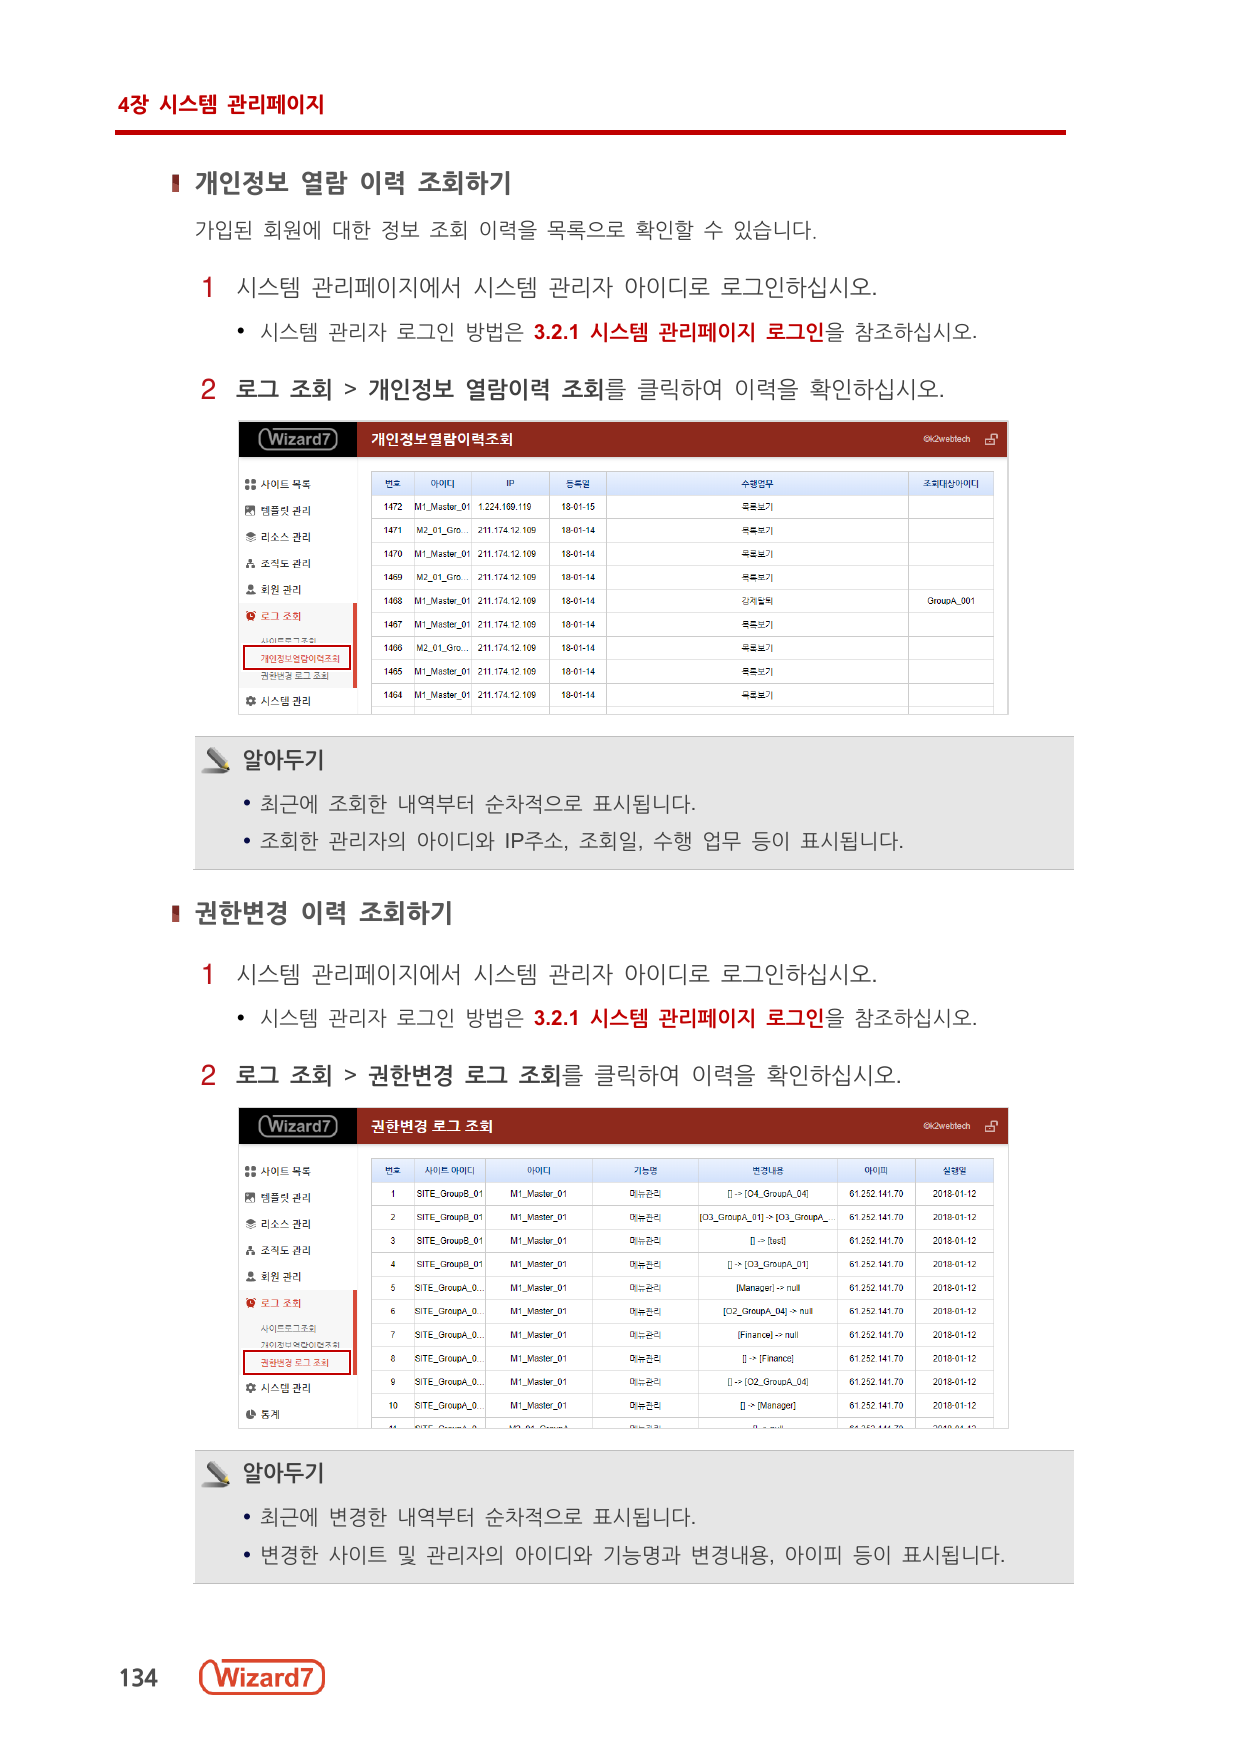 4장 시스템 관리페이지
개인정보 열람 이력 조회하기
가입된 회원에 대한 정보 조회 이력을 목록으로 확인할 수 있습니다.
1 시스템 관리페이지에서 시스템 관리자 아이디로 로그인하십시오.
• 시스템 관리자 로그인 방법은 3.2.1 시스템 관리페이지 로그인을 참조하십시오.
2 로그 조회 > 개인정보 열람이력 조회를 클릭하여 이력을 확인하십시오.
Wizard7 개인정보열람이력조회 @k2webtech
사이트 목록
템플릿 관리
리소스 관리
조직도 관리
회원 관리
로그 조회
사이트로그조회
개인정보열람이력조회
권한변경 로그 조회
시스템 관리
번호 아이디 IP 등록일 수행업무 조회대상아이디
1472 M1_Master_01 1.224.169.119 18-01-15 목록보기
1471 M2_01_Gro... 211.174.12.109 18-01-14 목록보기
1470 M1_Master_01 211.174.12.109 18-01-14 목록보기
1469 M2_01_Gro... 211.174.12.109 18-01-14 목록보기
1468 M1_Master_01 211.174.12.109 18-01-14 강제탈퇴 GroupA_001
1467 M1_Master_01 211.174.12.109 18-01-14 목록보기
1466 M2_01_Gro... 211.174.12.109 18-01-14 목록보기
1465 M1_Master_01 211.174.12.109 18-01-14 목록보기
1464 M1_Master_01 211.174.12.109 18-01-14 목록보기
알아두기
• 최근에 조회한 내역부터 순차적으로 표시됩니다.
• 조회한 관리자의 아이디와 IP주소, 조회일, 수행 업무 등이 표시됩니다.
권한변경 이력 조회하기
1 시스템 관리페이지에서 시스템 관리자 아이디로 로그인하십시오.
• 시스템 관리자 로그인 방법은 3.2.1 시스템 관리페이지 로그인을 참조하십시오.
2 로그 조회 > 권한변경 로그 조회를 클릭하여 이력을 확인하십시오.
Wizard7 권한변경 로그 조회 @k2webtech
사이트 목록
템플릿 관리
리소스 관리
조직도 관리
회원 관리
로그 조회
사이트로그조회
개인정보열람이력조회
권한변경 로그 조회
시스템 관리
통계
번호 사이트 아이디 아이디 기능명 변경내용 아이피 실행일
1 SITE_GroupB_01 M1_Master_01 메뉴관리 [] -> [O4_GroupA_04] 61.252.141.70 2018-01-12
2 SITE_GroupB_01 M1_Master_01 메뉴관리 [O3_GroupA_01] -> [O3_GroupA_... 61.252.141.70 2018-01-12
3 SITE_GroupB_01 M1_Master_01 메뉴관리 [] -> [test] 61.252.141.70 2018-01-12
4 SITE_GroupB_01 M1_Master_01 메뉴관리 [] -> [O3_GroupA_01] 61.252.141.70 2018-01-12
5 SITE_GroupA_0... M1_Master_01 메뉴관리 [Manager] -> null 61.252.141.70 2018-01-12
6 SITE_GroupA_0... M1_Master_01 메뉴관리 [O2_GroupA_04] -> null 61.252.141.70 2018-01-12
7 SITE_GroupA_0... M1_Master_01 메뉴관리 [Finance] -> null 61.252.141.70 2018-01-12
8 SITE_GroupA_0... M1_Master_01 메뉴관리 [] -> [Finance] 61.252.141.70 2018-01-12
9 SITE_GroupA_0... M1_Master_01 메뉴관리 [] -> [O2_GroupA_04] 61.252.141.70 2018-01-12
10 SITE_GroupA_0... M1_Master_01 메뉴관리 [] -> [Manager] 61.252.141.70 2018-01-12
알아두기
• 최근에 변경한 내역부터 순차적으로 표시됩니다.
• 변경한 사이트 및 관리자의 아이디와 기능명과 변경내용, 아이피 등이 표시됩니다.
134 Wizard7